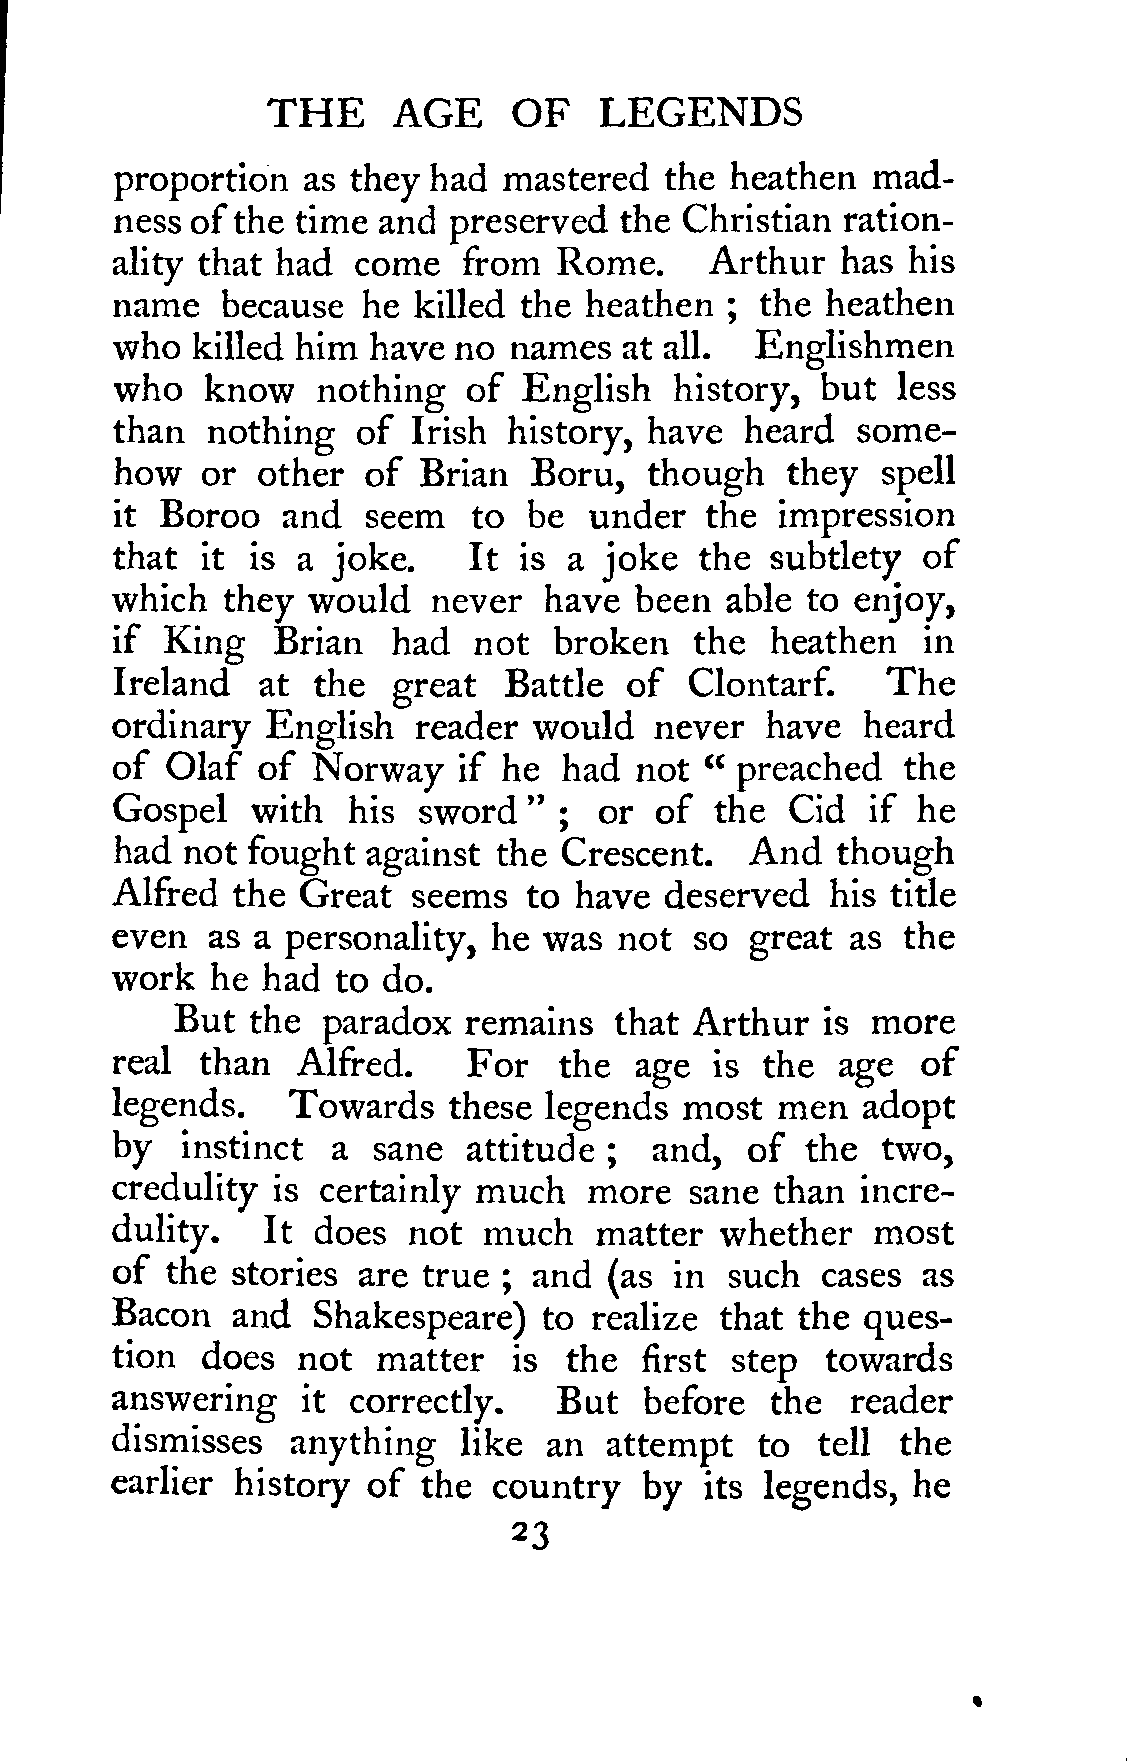 THE AGE OF LEGENDS
proportion as they had mastered the heathen mad-
ness of the time and preserved the Christian ration-
ality that had come from Rome. Arthur has his
name because he killed the heathen ; the heathen
who killed him have no names at all. Englishmen
who know nothing of English history, but less
than nothing of Irish history, have heard some-
how or other of Brian Boru, though they spell
it Boroo and seem to be under the impression
that it is a joke. It is a joke the subtlety of
which they would never have been able to enjoy,
if King Brian had not broken the heathen in
Ireland at the great Battle of Clontarf. The
ordinary English reader would never have heard
of Olaf of Norway if he had not “ preached the
Gospel with his sword ” ; or of the Cid if he
had not fought against the Crescent. And though
Alfred the Great seems to have deserved his title
even as a personality, he was not so great as the
work he had to do.
But the paradox remains that Arthur is more
real than Alfred. For the age is the age of
legends. Towards these legends most men adopt
by instinct a sane attitude ; and, of the two,
credulity is certainly much more sane than incre-
dulity. It does not much matter whether most
of the stories are true ; and (as in such cases as
Bacon and Shakespeare) to realize that the ques-
tion does not matter is the first step towards
answering it correctly. But before the reader
dismisses anything like an attempt to tell the
earlier history of the country by its legends, he
23